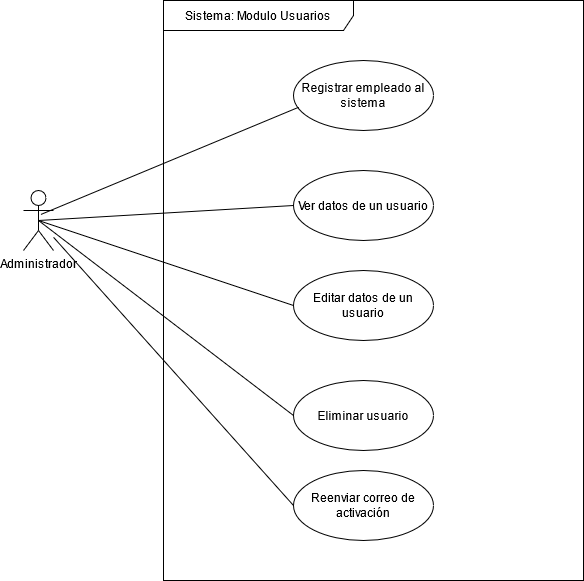 Sistema: Modulo Usuarios
Registrar empleado al
sistema
Ver datos de un usuario
Administrador
Editar datos de un
usuario
Eliminar usuario
Reenviar correo de
activación